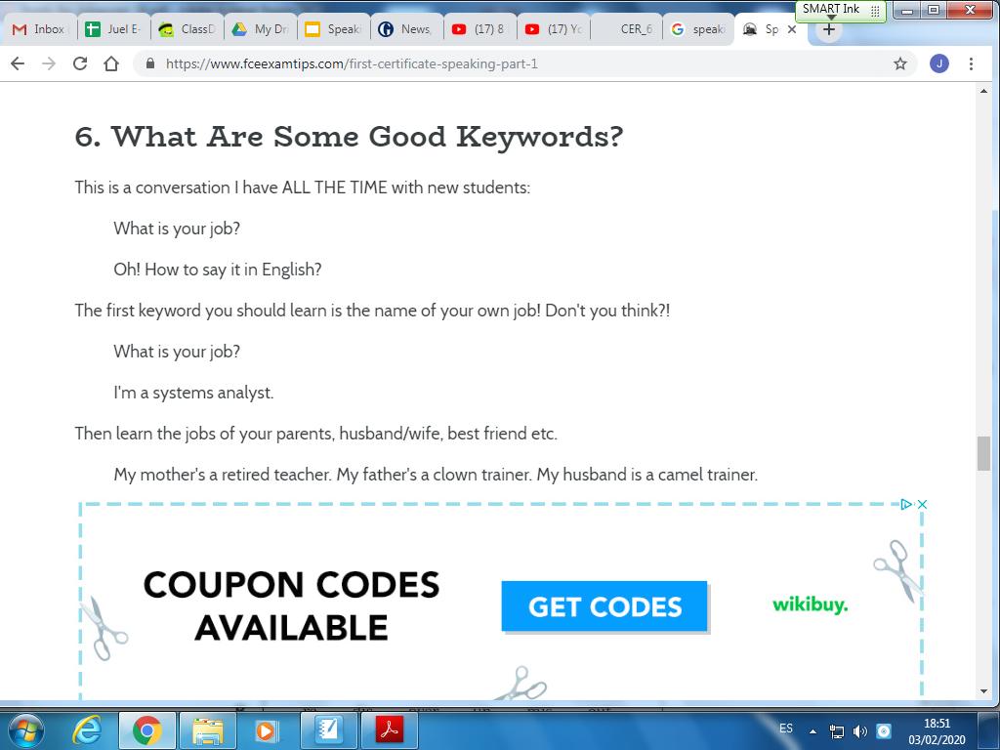 SMART Ink
Inbox
Juel E-
ClassD
My Dri
Speaki
News,
(17) 8
(17) Yo
CER_6
speaki
Sp
https://www.fceexamtips.com/first-certificate-speaking-part-1
J
6. What Are Some Good Keywords?
This is a conversation I have ALL THE TIME with new students:
What is your job?
Oh! How to say it in English?
The first keyword you should learn is the name of your own job! Don't you think?!
What is your job?
I'm a systems analyst.
Then learn the jobs of your parents, husband/wife, best friend etc.
My mother's a retired teacher. My father's a clown trainer. My husband is a camel trainer.
COUPON CODES
AVAILABLE
GET CODES
wikibuy.
ES
18:51
03/02/2020